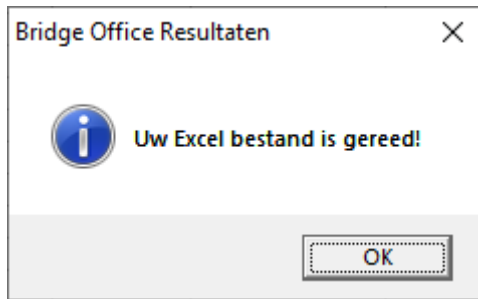 Bridge Office Resultaten
Uw Excel bestand is gereed!
OK